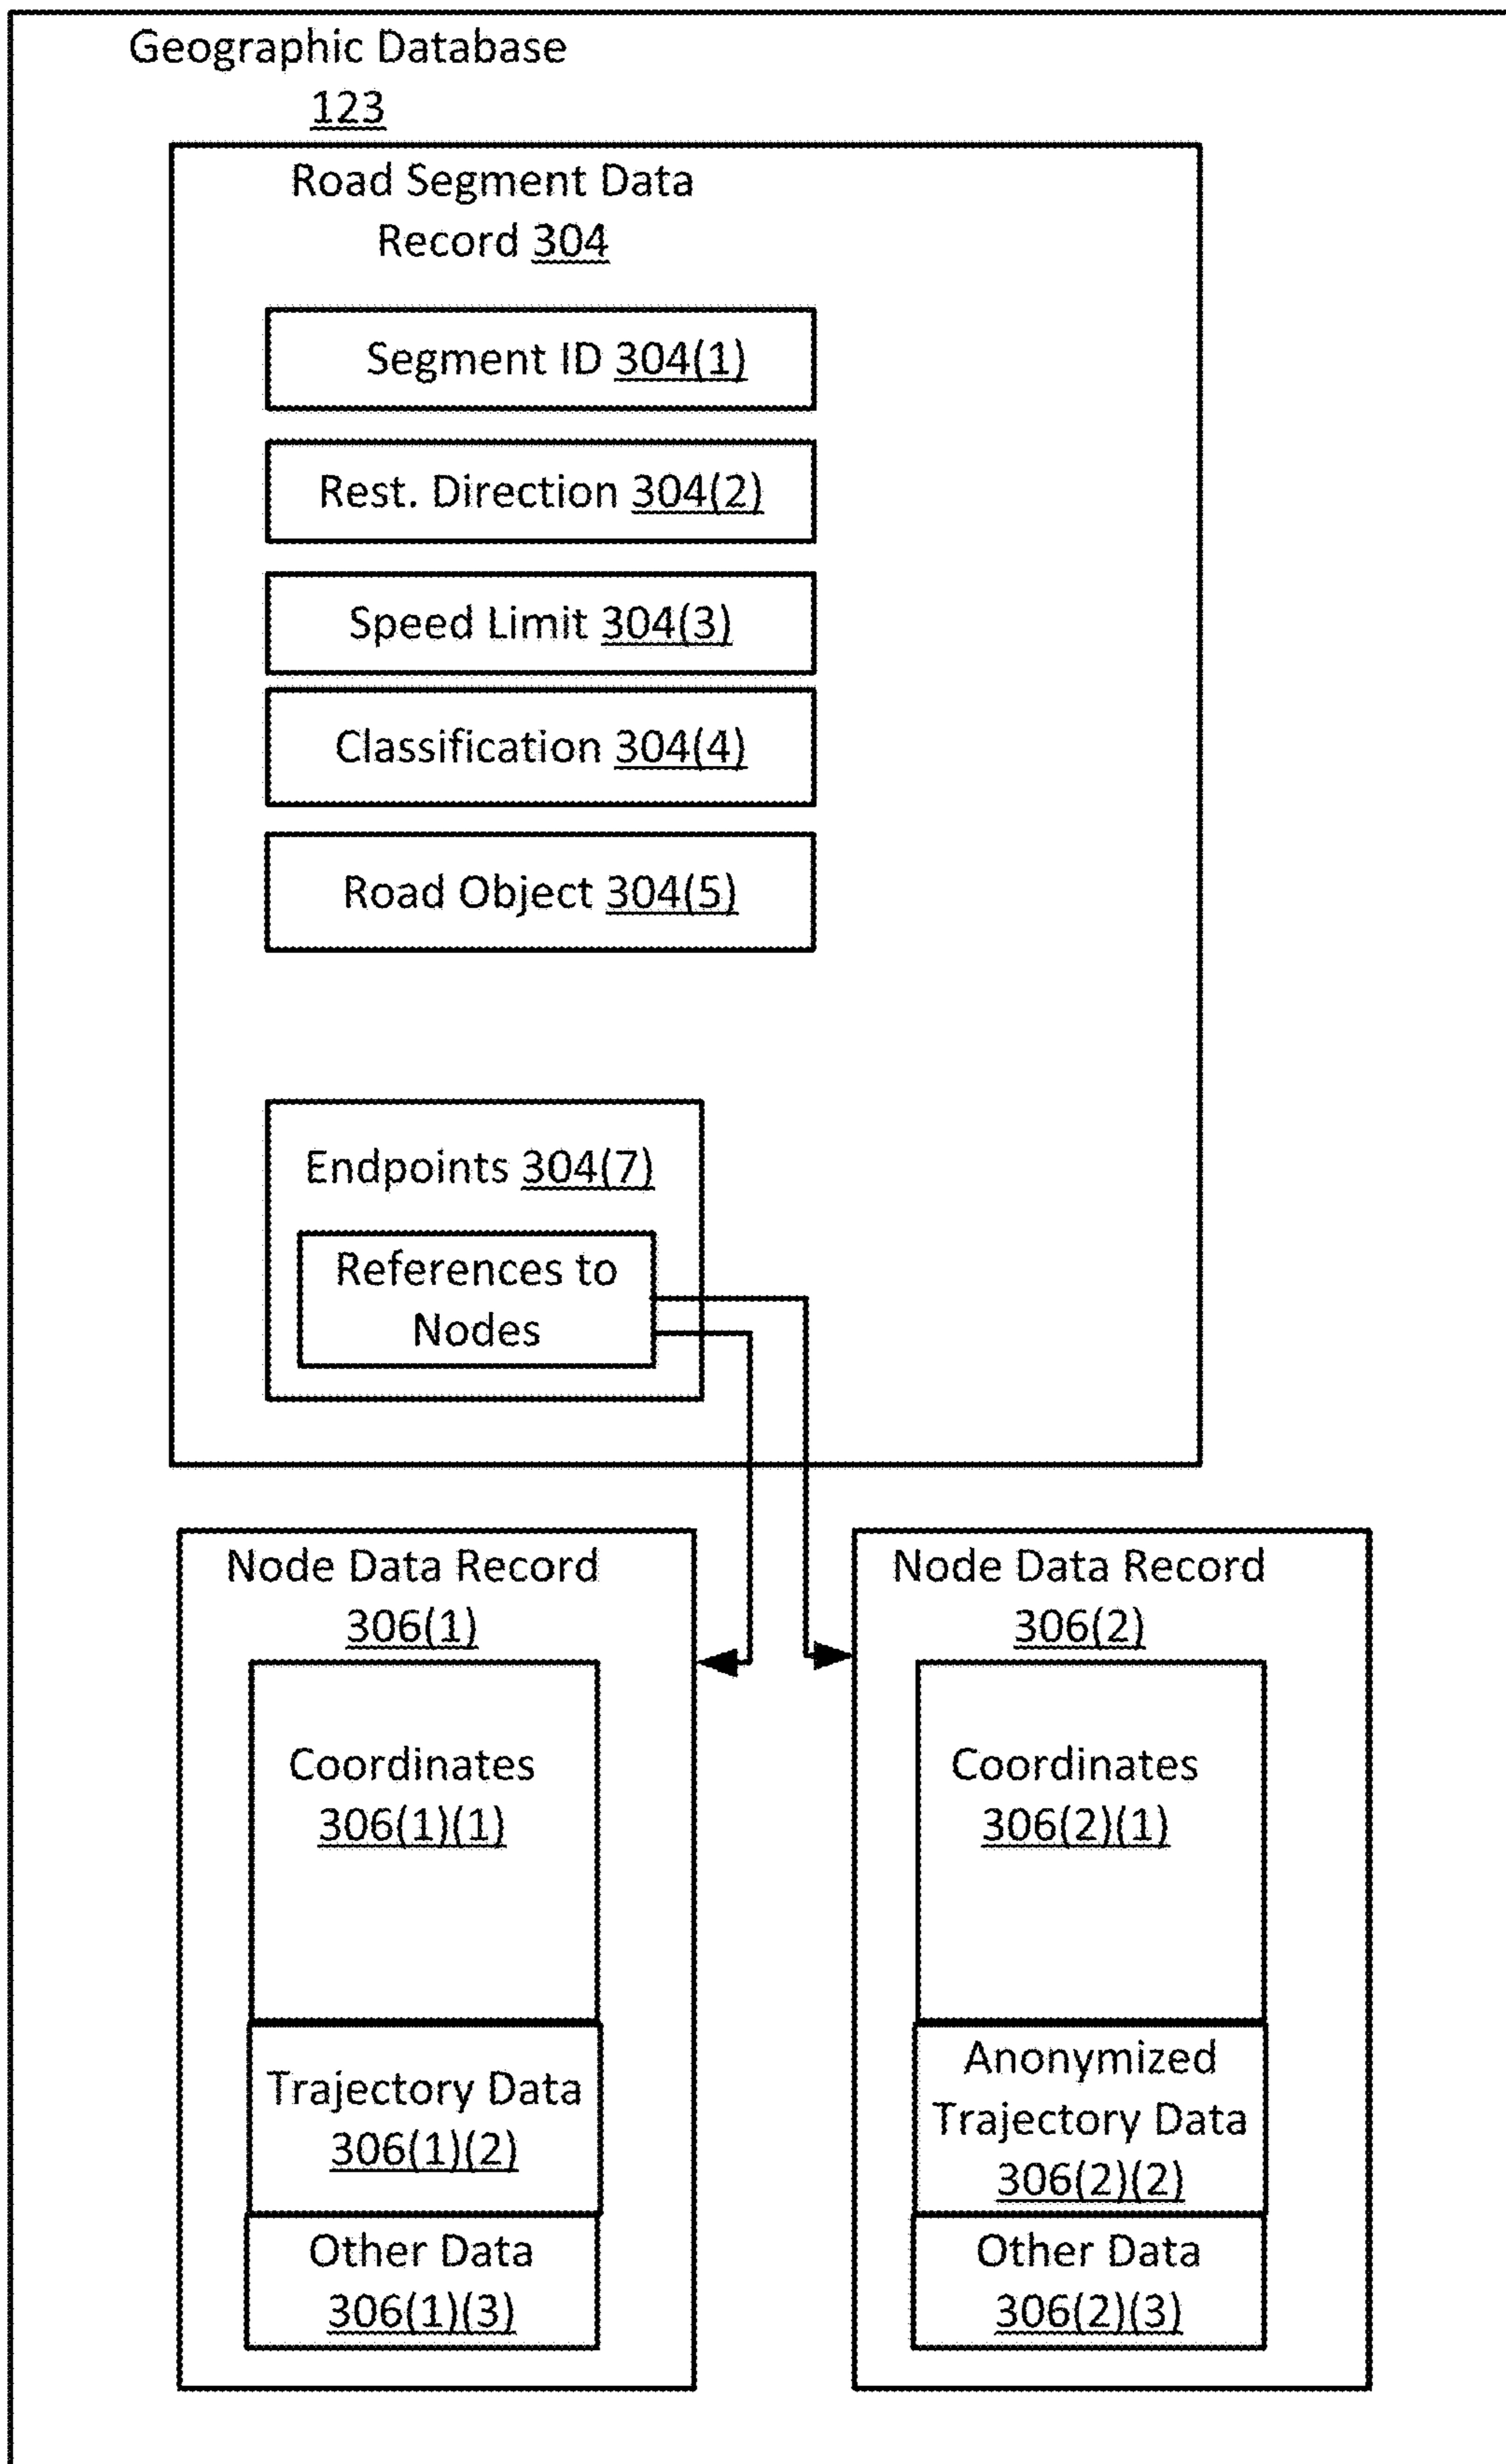 Geographic Database
123
Road Segment Data
Record 304
Segment ID 304(1)
Rest. Direction 304(2)
Speed Limit 304(3)
Classification 304(4)
Road Object 304(5)
Endpoints 304(7)
References to
Nodes
Node Data Record
306(1)
Coordinates
306(1)(1)
Trajectory Data
306(1)(2)
Other Data
306(1)(3)
Node Data Record
306(2)
Coordinates
306(2)(1)
Anonymized
Trajectory Data
306(2)(2)
Other Data
306(2)(3)